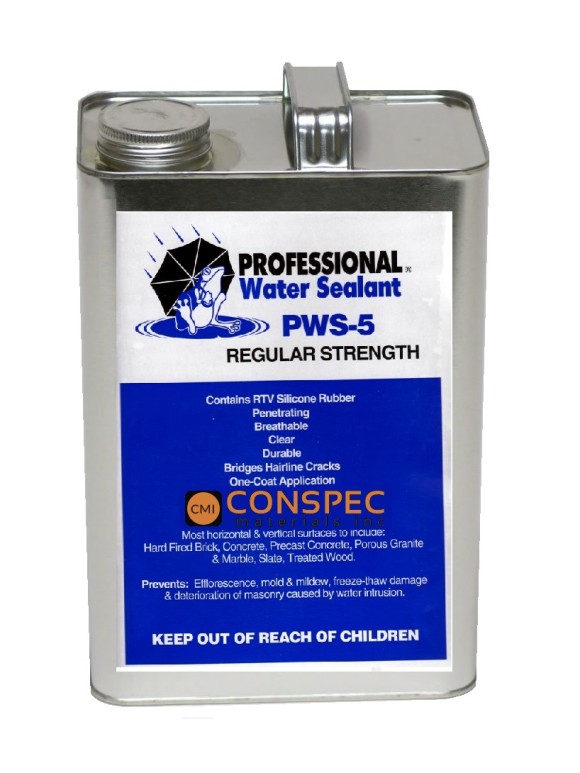 PROFESSIONAL®
Water Sealant
PWS-5
REGULAR STRENGTH
Contains RTV Silicone Rubber
Penetrating
Breathable
Clear
Durable
Bridges Hairline Cracks
One-Coat Application
CMI CONSPEC
materials inc
Most horizontal & vertical surfaces to include:
Hard Fired Brick, Concrete, Precast Concrete, Porous Granite
& Marble, Slate, Treated Wood.
Prevents: Efflorescence, mold & mildew, freeze-thaw damage
& deterioration of masonry caused by water intrusion.
KEEP OUT OF REACH OF CHILDREN